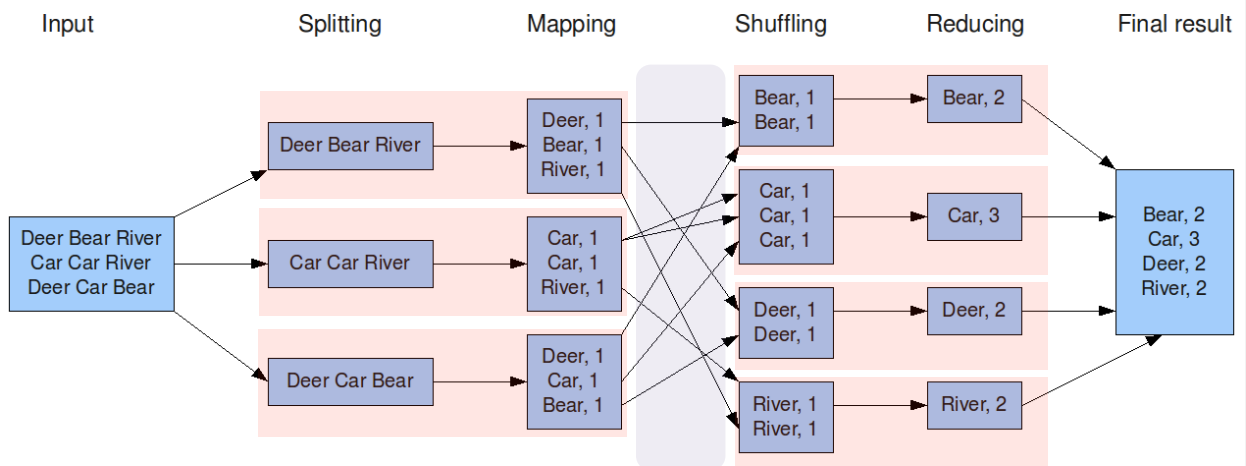 Input
Splitting
Mapping
Shuffling
Reducing
Final result
Deer Bear River
Car Car River
Deer Car Bear
Deer Bear River
Car Car River
Deer Car Bear
Deer, 1
Bear, 1
River, 1
Car, 1
Car, 1
River, 1
Deer, 1
Car, 1
Bear, 1
Bear, 1
Bear, 1
Car, 1
Car, 1
Car, 1
Deer, 1
Deer, 1
River, 1
River, 1
Bear, 2
Car, 3
Deer, 2
River, 2
Bear, 2
Car, 3
Deer, 2
River, 2